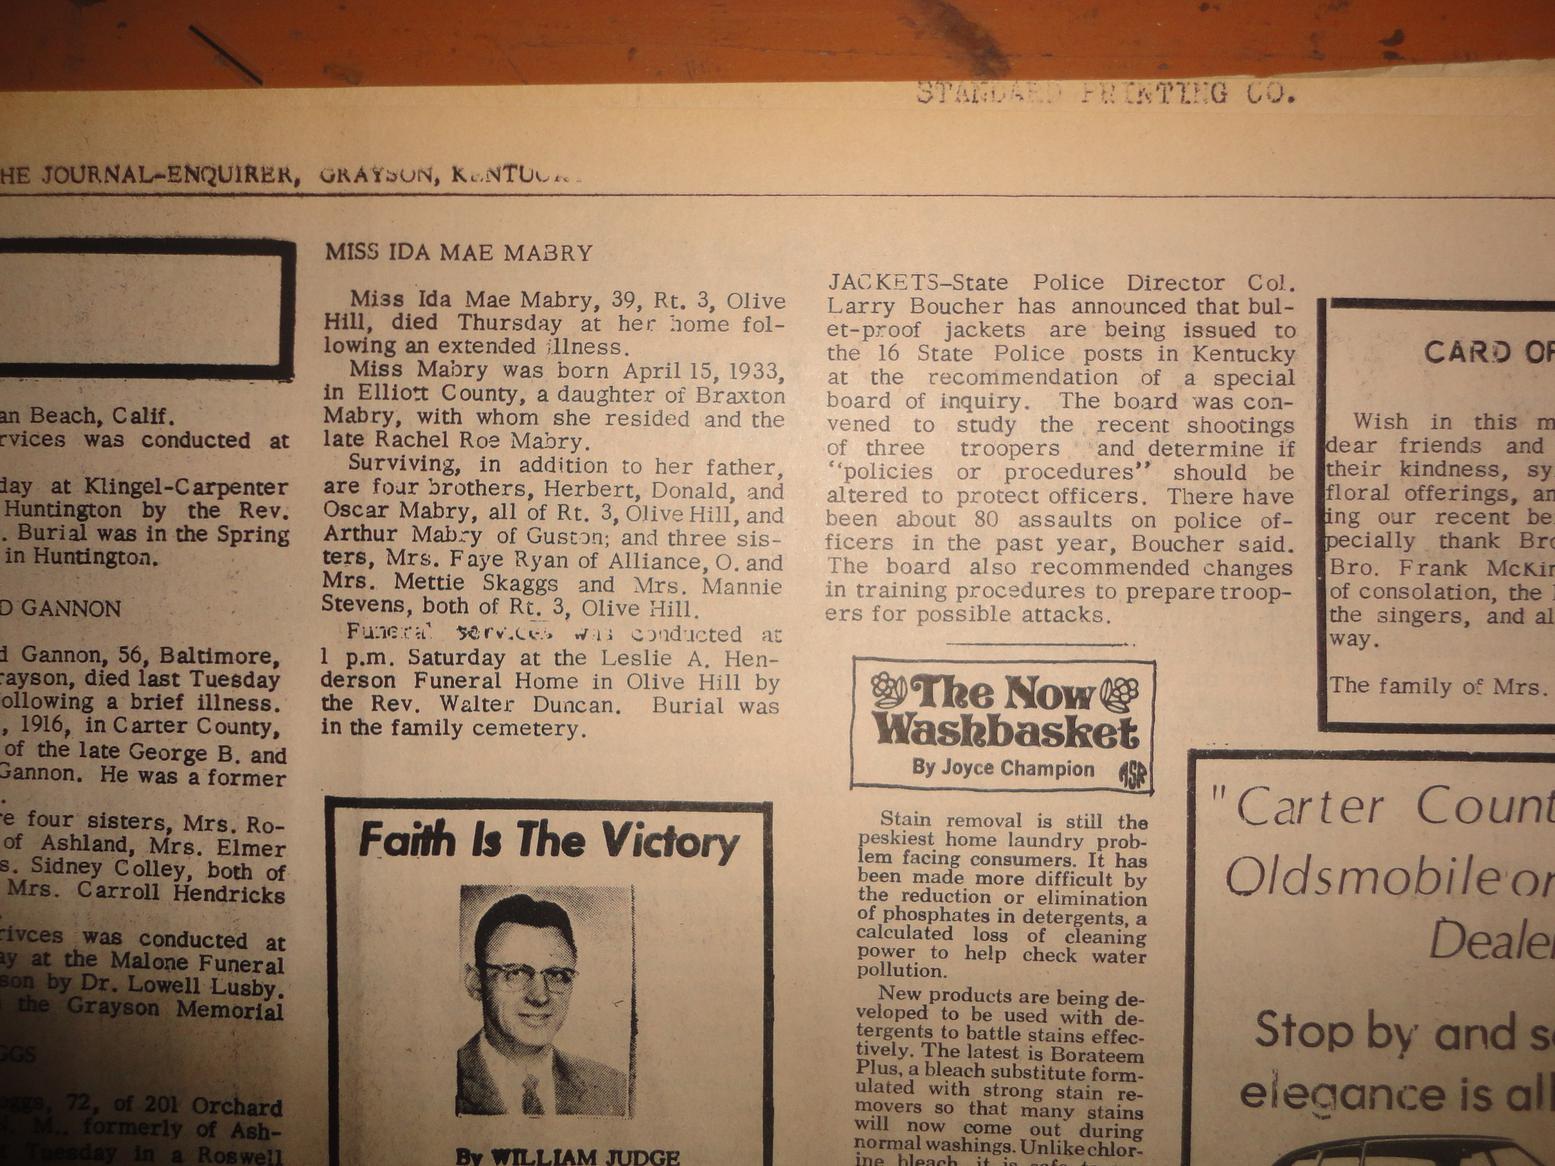 STANDARD PRINTING CO.
HE JOURNAL-ENQUIRER, GRAYSON, KENTUCK
an Beach, Calif.
rvices was conducted at
day at Klingel-Carpenter
Huntington by the Rev.
. Burial was in the Spring
in Huntington.
D GANNON
d Gannon, 56, Baltimore,
rayson, died last Tuesday
ollowing a brief illness.
, 1916, in Carter County,
of the late George B. and
Gannon. He was a former
.
re four sisters, Mrs. Ro-
of Ashland, Mrs. Elmer
s. Sidney Colley, both of
Mrs. Carroll Hendricks
.
rivces was conducted at
ay at the Malone Funeral
son by Dr. Lowell Lusby.
the Grayson Memorial
GGS
ggs, 72, of 201 Orchard
M., formerly of Ash-
Tuesday in a Roswell
MISS IDA MAE MABRY
Miss Ida Mae Mabry, 39, Rt. 3, Olive
Hill, died Thursday at her home fol-
lowing an extended illness.
Miss Mabry was born April 15, 1933,
in Elliott County, a daughter of Braxton
Mabry, with whom she resided and the
late Rachel Roe Mabry.
Surviving, in addition to her father,
are four brothers, Herbert, Donald, and
Oscar Mabry, all of Rt. 3, Olive Hill, and
Arthur Mabry of Guston; and three sis-
ters, Mrs. Faye Ryan of Alliance, O. and
Mrs. Mettie Skaggs and Mrs. Mannie
Stevens, both of Rt. 3, Olive Hill.
Funeral services was conducted at
1 p.m. Saturday at the Leslie A. Hen-
derson Funeral Home in Olive Hill by
the Rev. Walter Duncan. Burial was
in the family cemetery.
Faith Is The Victory
By WILLIAM JUDGE
JACKETS—State Police Director Col.
Larry Boucher has announced that bul-
et-proof jackets are being issued to
the 16 State Police posts in Kentucky
at the recommendation of a special
board of inquiry. The board was con-
vened to study the recent shootings
of three troopers and determine if
"policies or procedures" should be
altered to protect officers. There have
been about 80 assaults on police of-
ficers in the past year, Boucher said.
The board also recommended changes
in training procedures to prepare troop-
ers for possible attacks.
The Now
Washbasket
By Joyce Champion
MSR
Stain removal is still the
peskiest home laundry prob-
lem facing consumers. It has
been made more difficult by
the reduction or elimination
of phosphates in detergents, a
calculated loss of cleaning
power to help check water
pollution.
New products are being de-
veloped to be used with de-
tergents to battle stains effec-
tively. The latest is Borateem
Plus, a bleach substitute form-
ulated with strong stain re-
movers so that many stains
will now come out during
normal washings. Unlike chlor-
ine bleach, it is safe
CARD OF
Wish in this m
dear friends and
their kindness, sy
floral offerings, an
ing our recent be
pecially thank Bro
Bro. Frank McKin
of consolation, the
the singers, and al
way.
The family of Mrs.
"Carter Count
Oldsmobile or
Dealer
Stop by and s
elegance is all